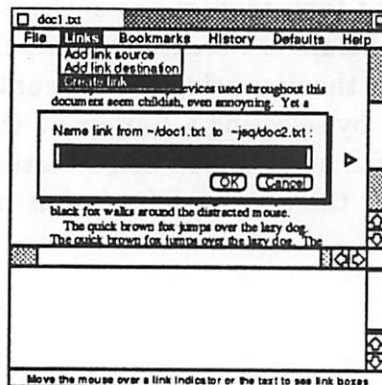 doc1.txt
File Links Bookmarks History Defaults Help
Add link source
Add link destination
Create link
devices used throughout this
document seem childish, even annoying. Yet a
Name link from ~/doc1.txt to ~jeq/doc2.txt :
OK Cancel
black fox walks around the distracted mouse.
The quick brown fox jumps over the lazy dog.
The quick brown fox jumps over the lazy dog. The
Move the mouse over a link indicator or the text to see link boxes